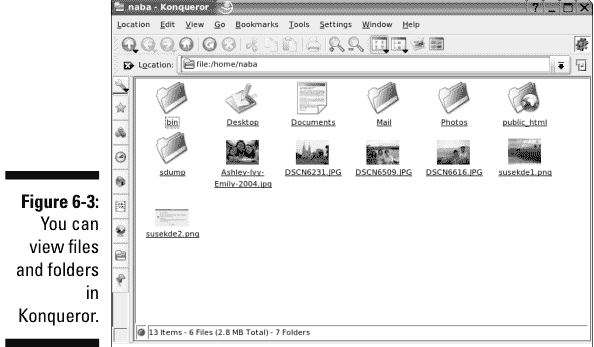 naba - Konqueror
Location Edit View Go Bookmarks Tools Settings Window Help
Location: file:/home/naba
bin Desktop Documents Mail Photos public_html
sdump Ashley-Ivy- DSCN6231.JPG DSCN6509.JPG DSCN6616.JPG susekde1.png
Emily-2004.jpg
susekde2.png
13 Items - 6 Files (2.8 MB Total) - 7 Folders
Figure 6-3:
You can
view files
and folders
in
Konqueror.